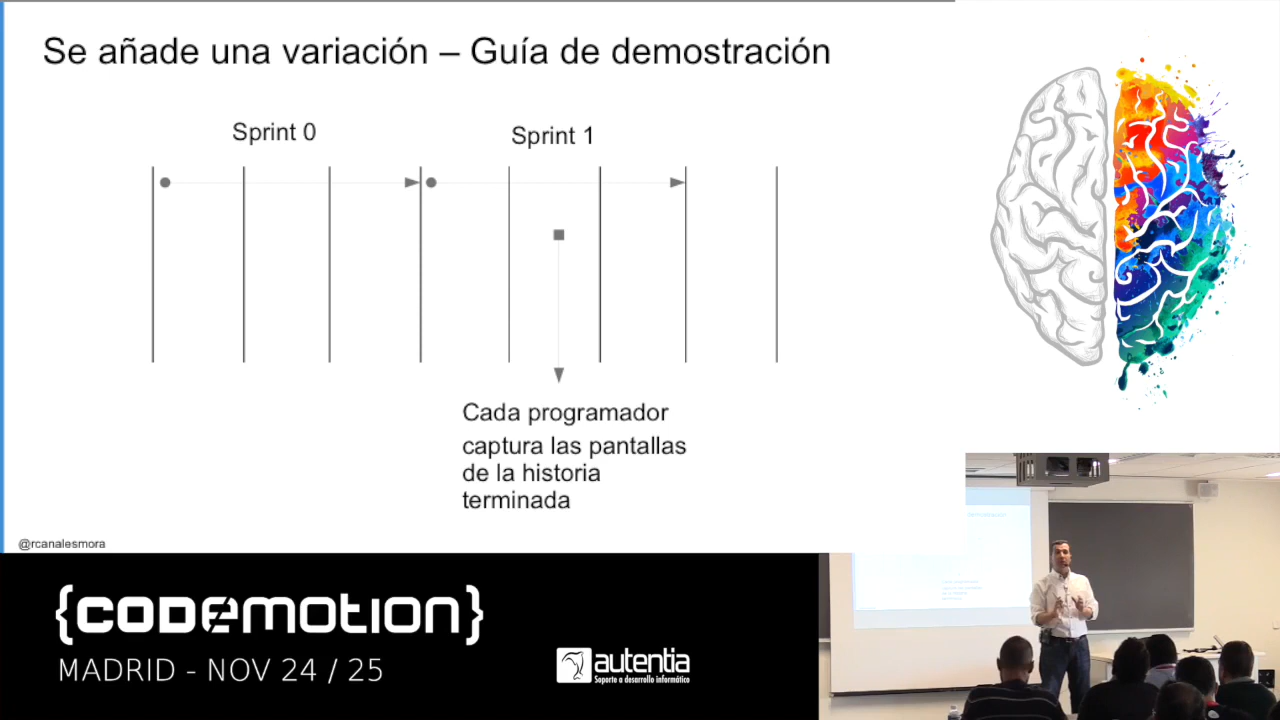 Se añade una variación – Guía de demostración
Sprint 0
Sprint 1
Cada programador
captura las pantallas
de la historia
terminada
@rcanalesmora
{CODEMOTION}
MADRID - NOV 24 / 25
autentia
Soporte a desarrollo informático